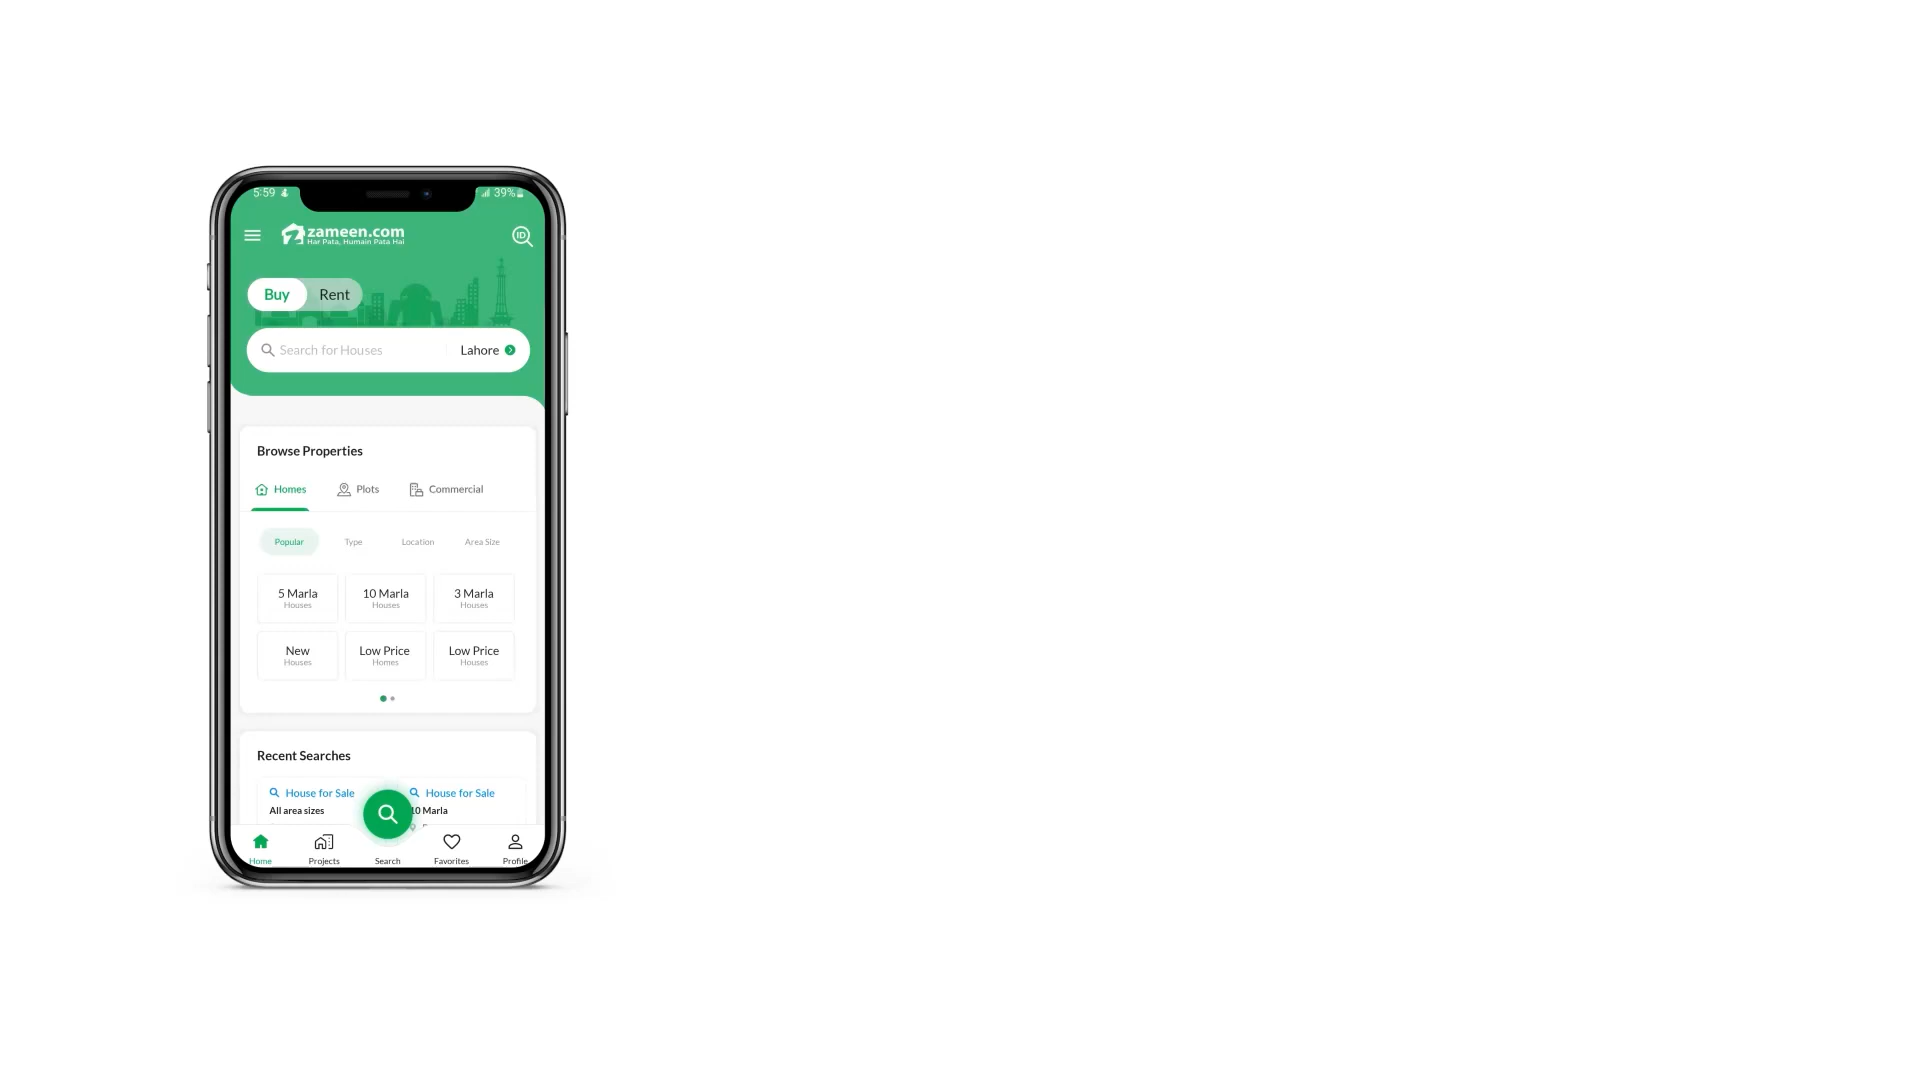 5:59 39%
zameen.com
Har Pata, Humain Pata Hai
ID
Buy Rent
Search for Houses Lahore
Browse Properties
Homes Plots Commercial
Popular Type Location Area Size
5 Marla 10 Marla 3 Marla
Houses Houses Houses
New Low Price Low Price
Houses Homes Houses
Recent Searches
House for Sale House for Sale
All area sizes 10 Marla
Home Projects Search Favorites Profile